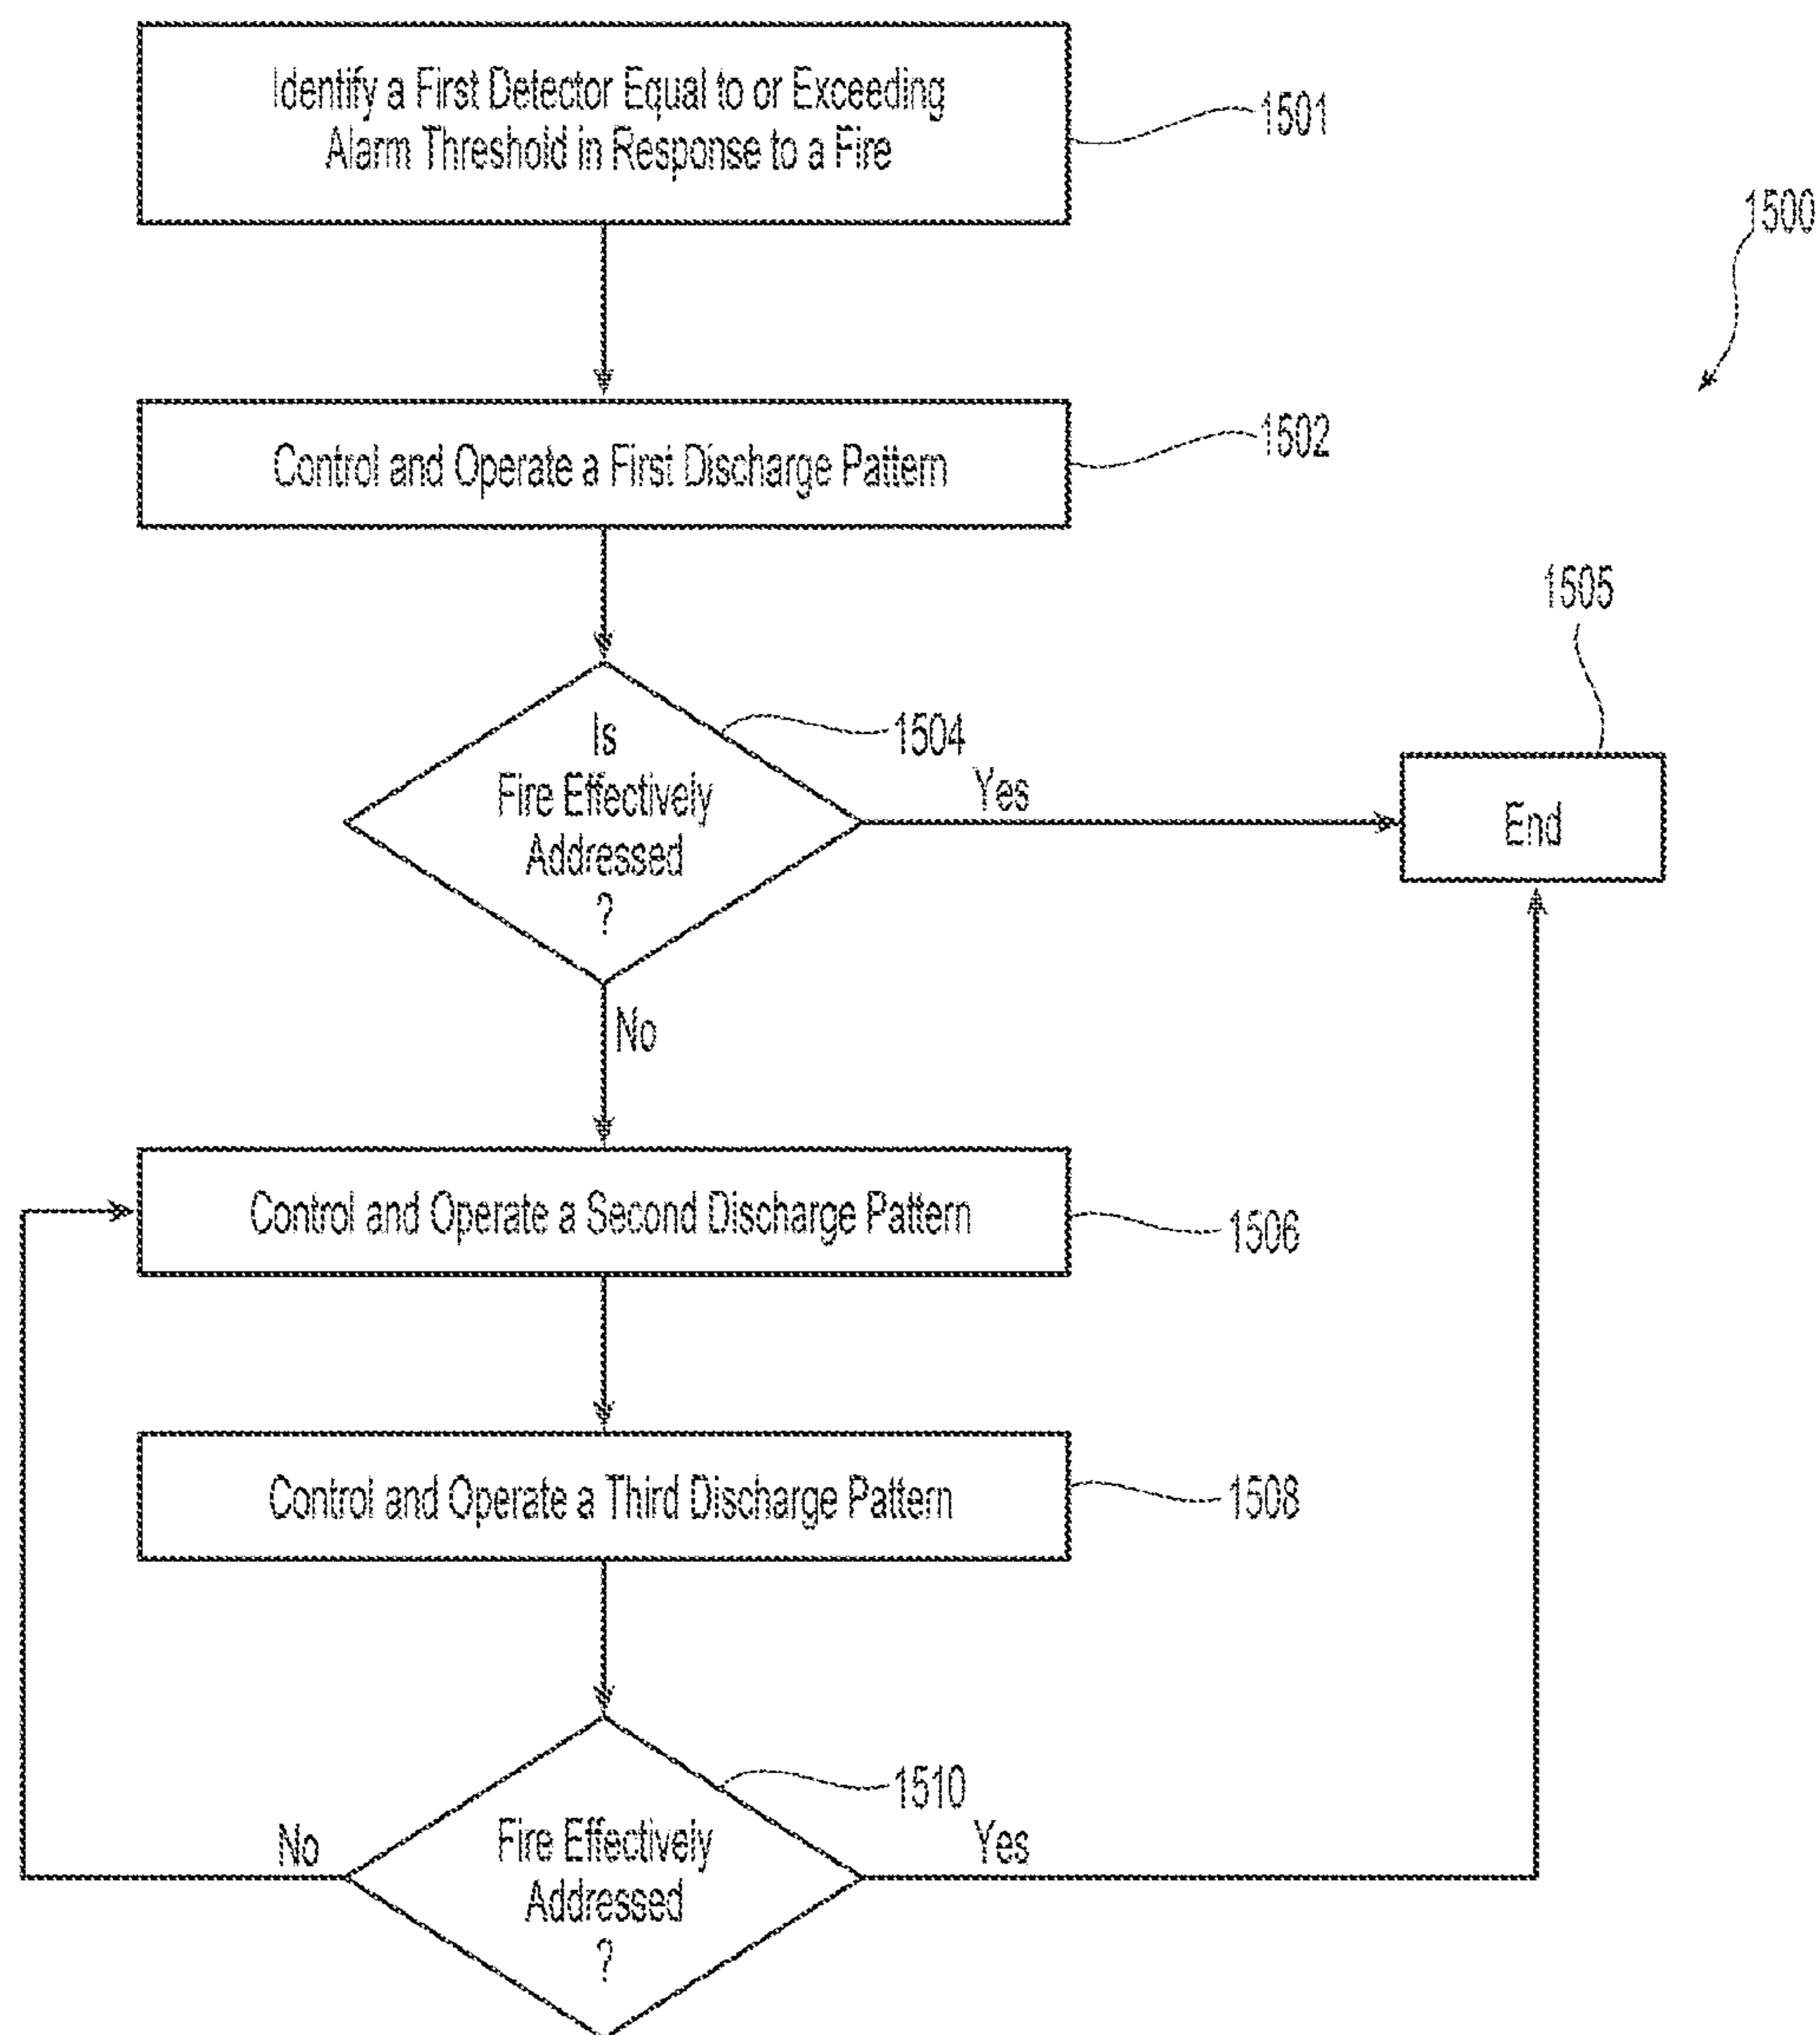 Identify a First Detector Equal to or Exceeding
Alarm Threshold in Response to a Fire
1501
1500
Control and Operate a First Discharge Pattern
1502
1505
Is
Fire Effectively
Addressed
?
1504
Yes
End
No
Control and Operate a Second Discharge Pattern
1506
Control and Operate a Third Discharge Pattern
1508
1510
No
Fire Effectively
Addressed
?
Yes